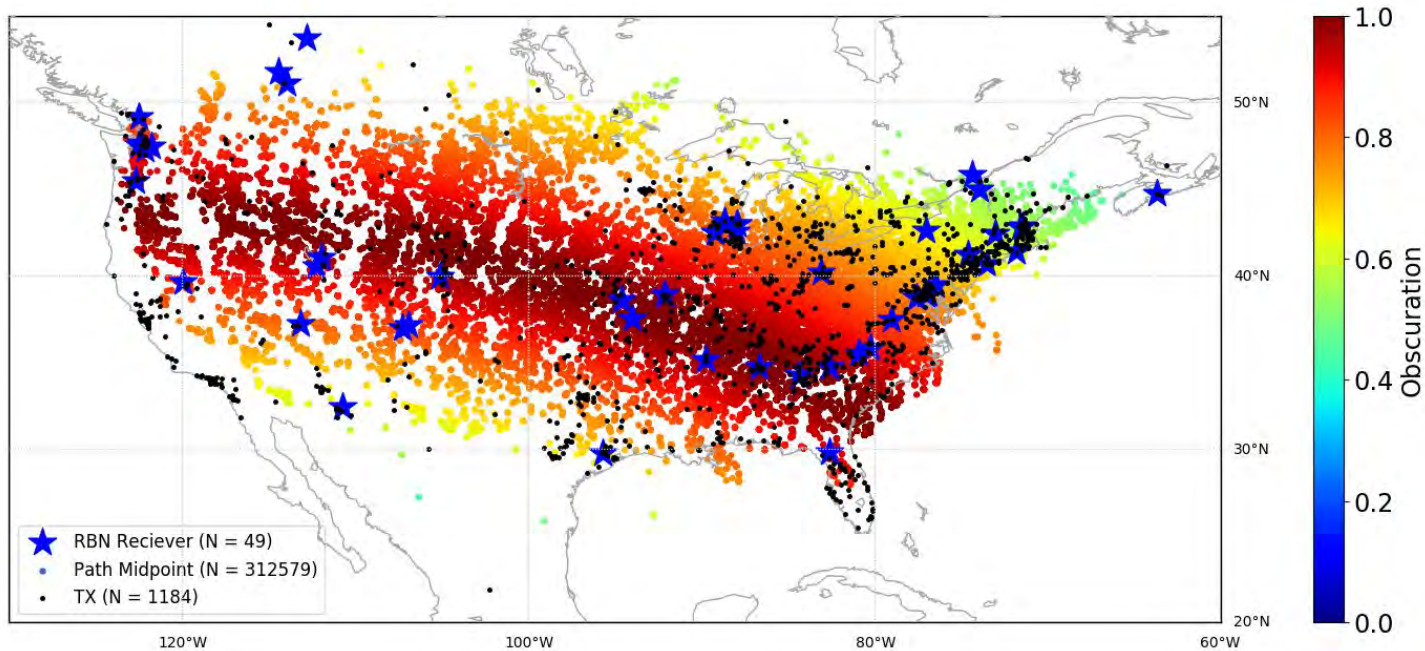 1.0
50°N
0.8
0.6
40°N
Obscuration
0.4
30°N
0.2
RBN Reciever (N = 49)
Path Midpoint (N = 312579)
TX (N = 1184)
0.0
20°N
120°W
100°W
80°W
60°W